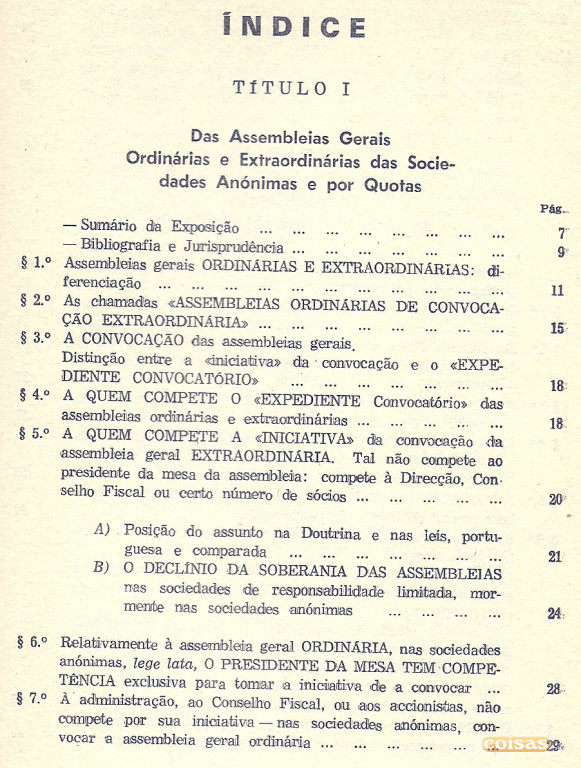 ÍNDICE
TÍTULO I
Das Assembleias Gerais
Ordinárias e Extraordinárias das Socie-
dades Anónimas e por Quotas
Pág.
— Sumário da Exposição ... ... ... ... ... ... ... 7
— Bibliografia e Jurisprudência ... ... ... ... ... ... 9
§ 1.º Assembleias gerais ORDINÁRIAS E EXTRAORDINÁRIAS: di-
ferenciação ... ... ... ... ... ... ... ... ... 11
§ 2.º As chamadas «ASSEMBLEIAS ORDINÁRIAS DE CONVOCA-
ÇÃO EXTRAORDINÁRIA» ... ... ... ... ... ... ... 15
§ 3.º A CONVOCAÇÃO das assembleias gerais.
Distinção entre a «iniciativa» da convocação e o «EXPE-
DIENTE CONVOCATÓRIO» ... ... ... ... ... ... 18
§ 4.º A QUEM COMPETE O «EXPEDIENTE Convocatório» das
assembleias ordinárias e extraordinárias ... ... ... ... 18
§ 5.º A QUEM COMPETE A «INICIATIVA» da convocação da
assembleia geral EXTRAORDINÁRIA. Tal não compete ao
presidente da mesa da assembleia: compete à Direcção, Con-
selho Fiscal ou certo número de sócios ... ... ... ... 20
A) Posição do assunto na Doutrina e nas leis, portu-
guesa e comparada ... ... ... ... ... ... 21
B) O DECLÍNIO DA SOBERANIA DAS ASSEMBLEIAS
nas sociedades de responsabilidade limitada, mor-
mente nas sociedades anónimas ... ... ... ... 24
§ 6.º Relativamente à assembleia geral ORDINÁRIA, nas sociedades
anónimas, lege lata, O PRESIDENTE DA MESA TEM COMPE-
TÊNCIA exclusiva para tomar a iniciativa de a convocar ... 28
§ 7.º À administração, ao Conselho Fiscal, ou aos accionistas, não
compete por sua iniciativa — nas sociedades anónimas, con-
vocar a assembleia geral ordinária ... ... ... ... ... 29
coisas